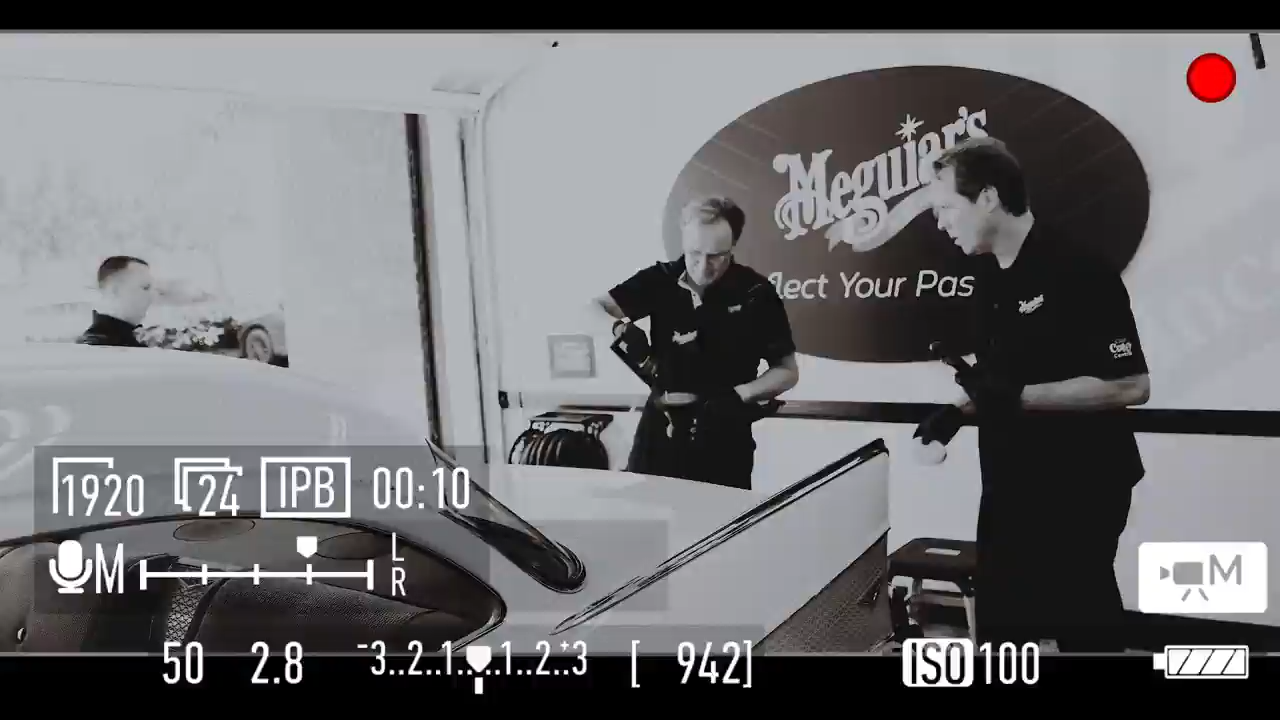 Meguiar's
flect Your Pas
1920 24 IPB 00:10
M L
R
M
50 2.8 -3..2..1..1..2..+3 [ 942] ISO 100